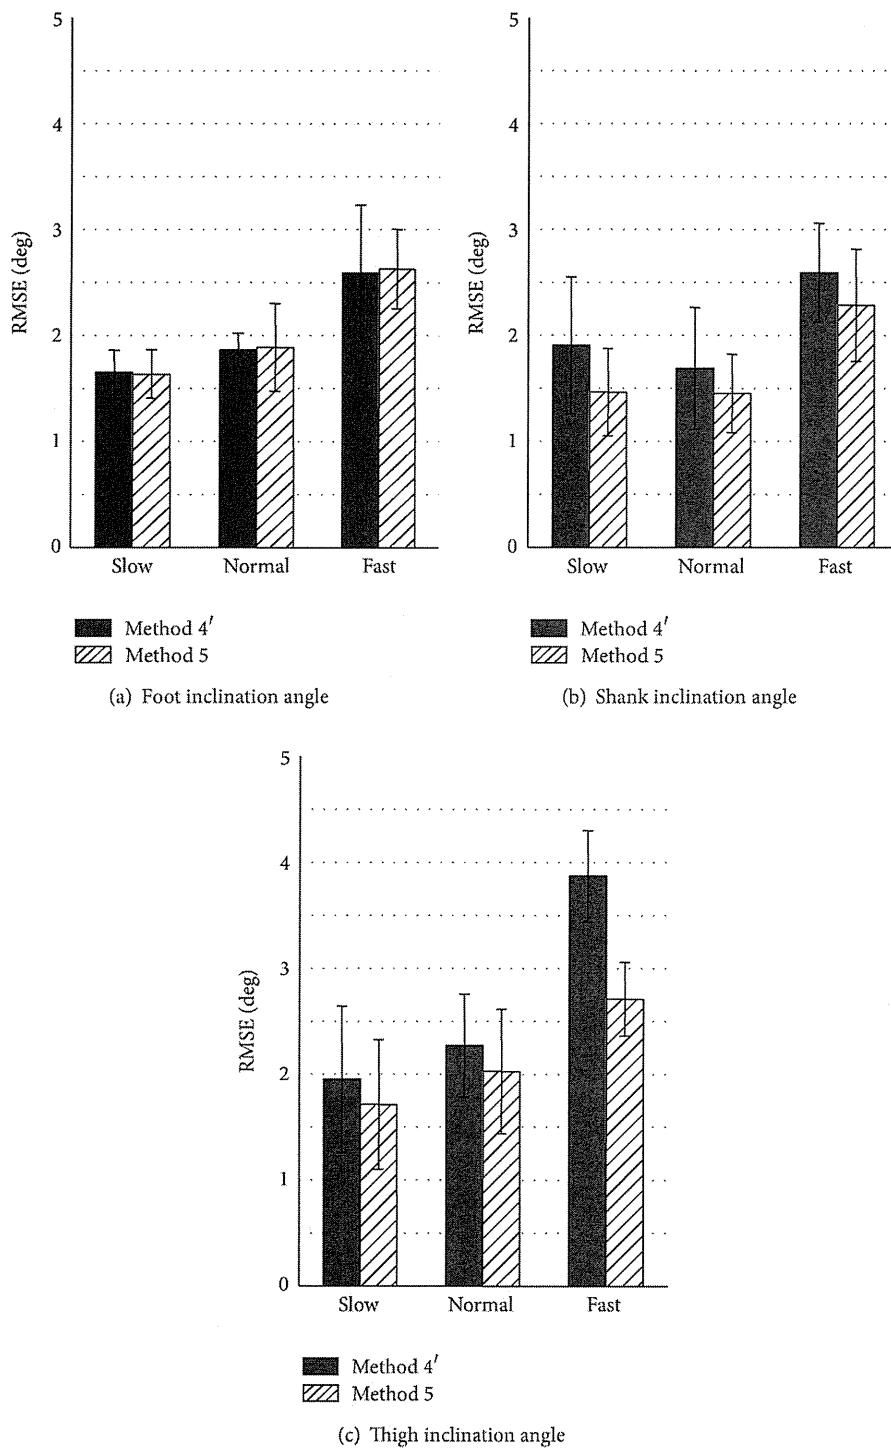 5
4
3
2
1
0
RMSE (deg)
Slow Normal Fast
Method 4′
Method 5
(a) Foot inclination angle
5
4
3
2
1
0
RMSE (deg)
Slow Normal Fast
Method 4′
Method 5
(b) Shank inclination angle
5
4
3
2
1
0
RMSE (deg)
Slow Normal Fast
Method 4′
Method 5
(c) Thigh inclination angle